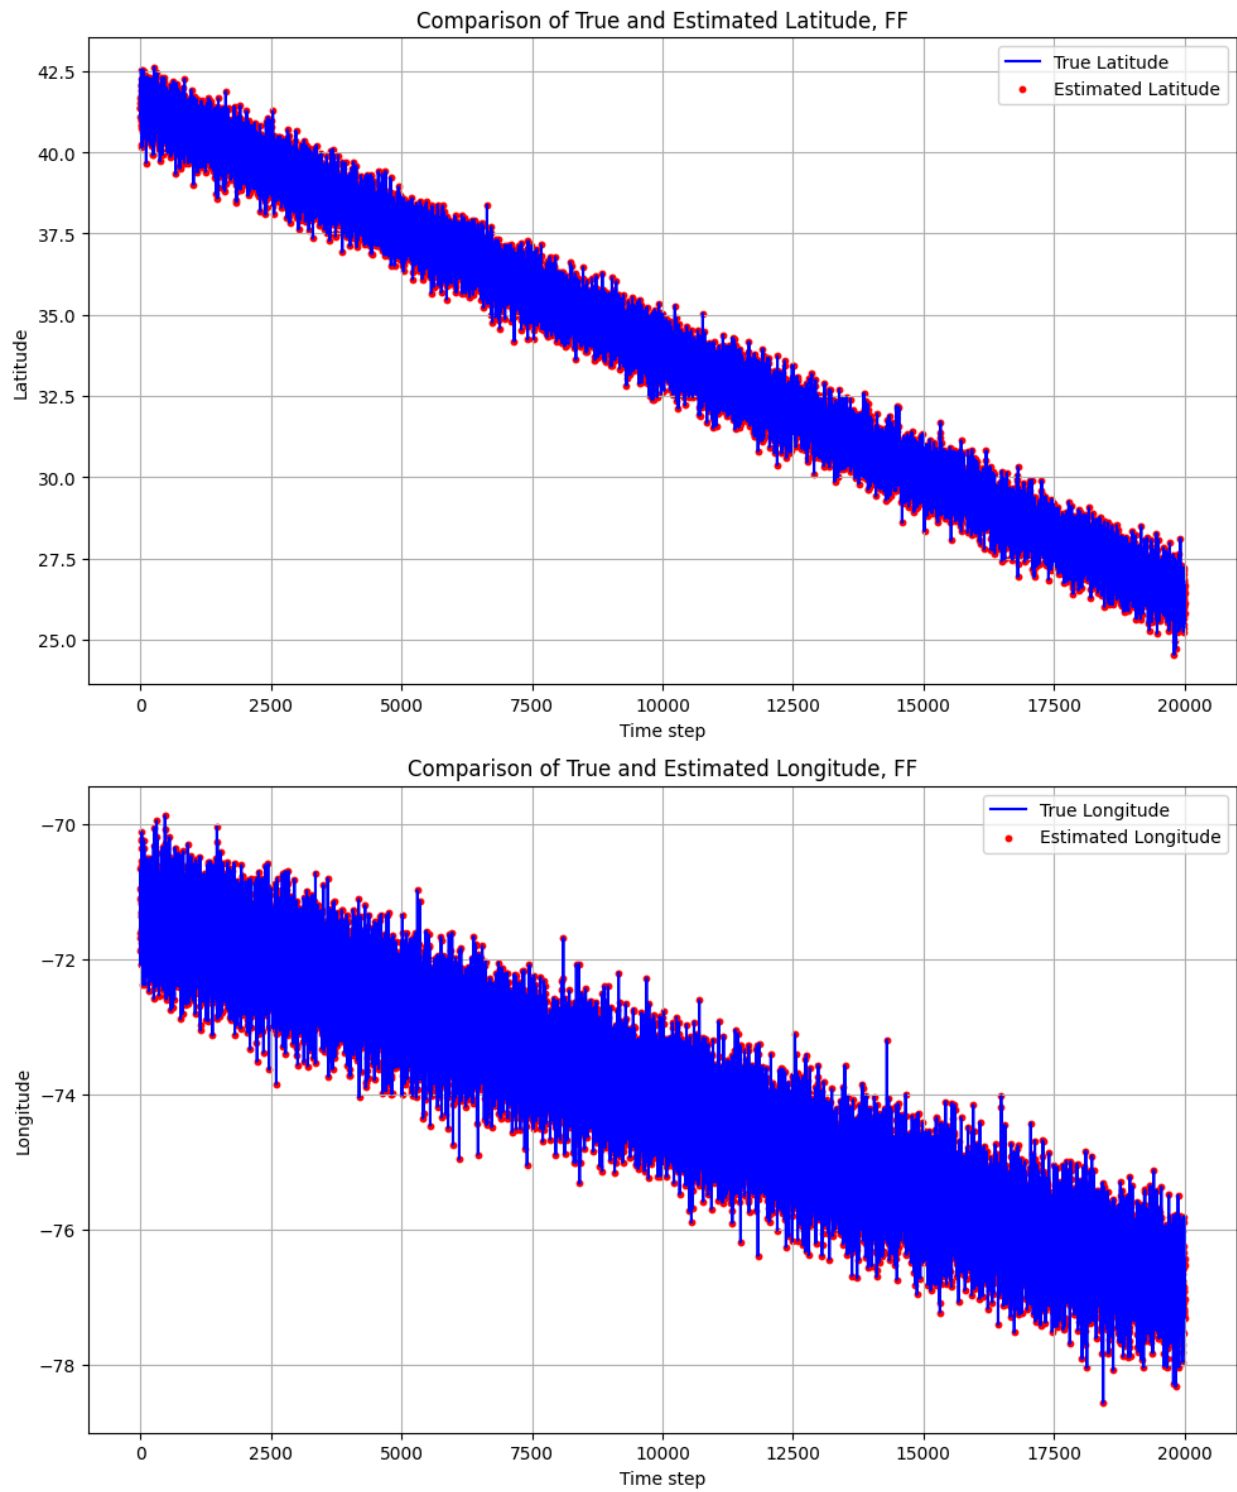 Comparison of True and Estimated Latitude, FF
True Latitude
Estimated Latitude
42.5
40.0
37.5
35.0
32.5
30.0
27.5
25.0
Latitude
0 2500 5000 7500 10000 12500 15000 17500 20000
Time step
Comparison of True and Estimated Longitude, FF
True Longitude
Estimated Longitude
−70
−72
−74
−76
−78
Longitude
0 2500 5000 7500 10000 12500 15000 17500 20000
Time step